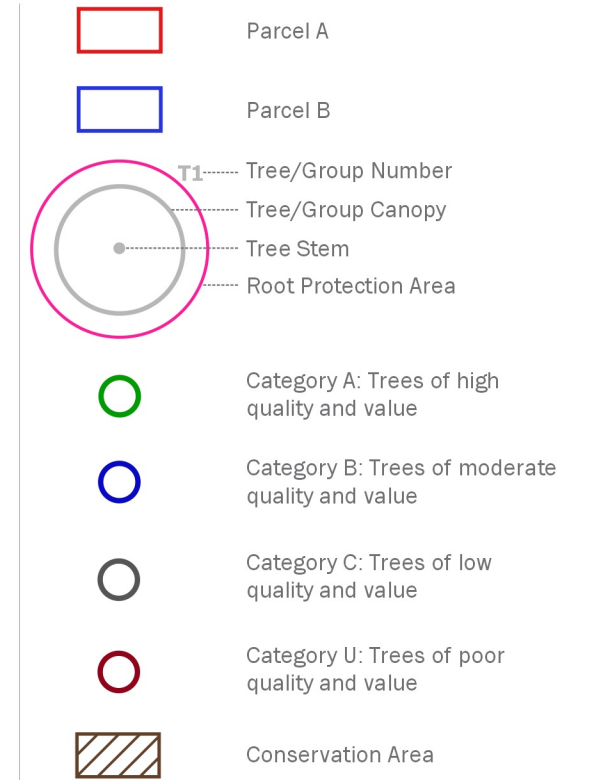 Parcel A
Parcel B
T1
Tree/Group Number
Tree/Group Canopy
Tree Stem
Root Protection Area
Category A: Trees of high
quality and value
Category B: Trees of moderate
quality and value
Category C: Trees of low
quality and value
Category U: Trees of poor
quality and value
Conservation Area